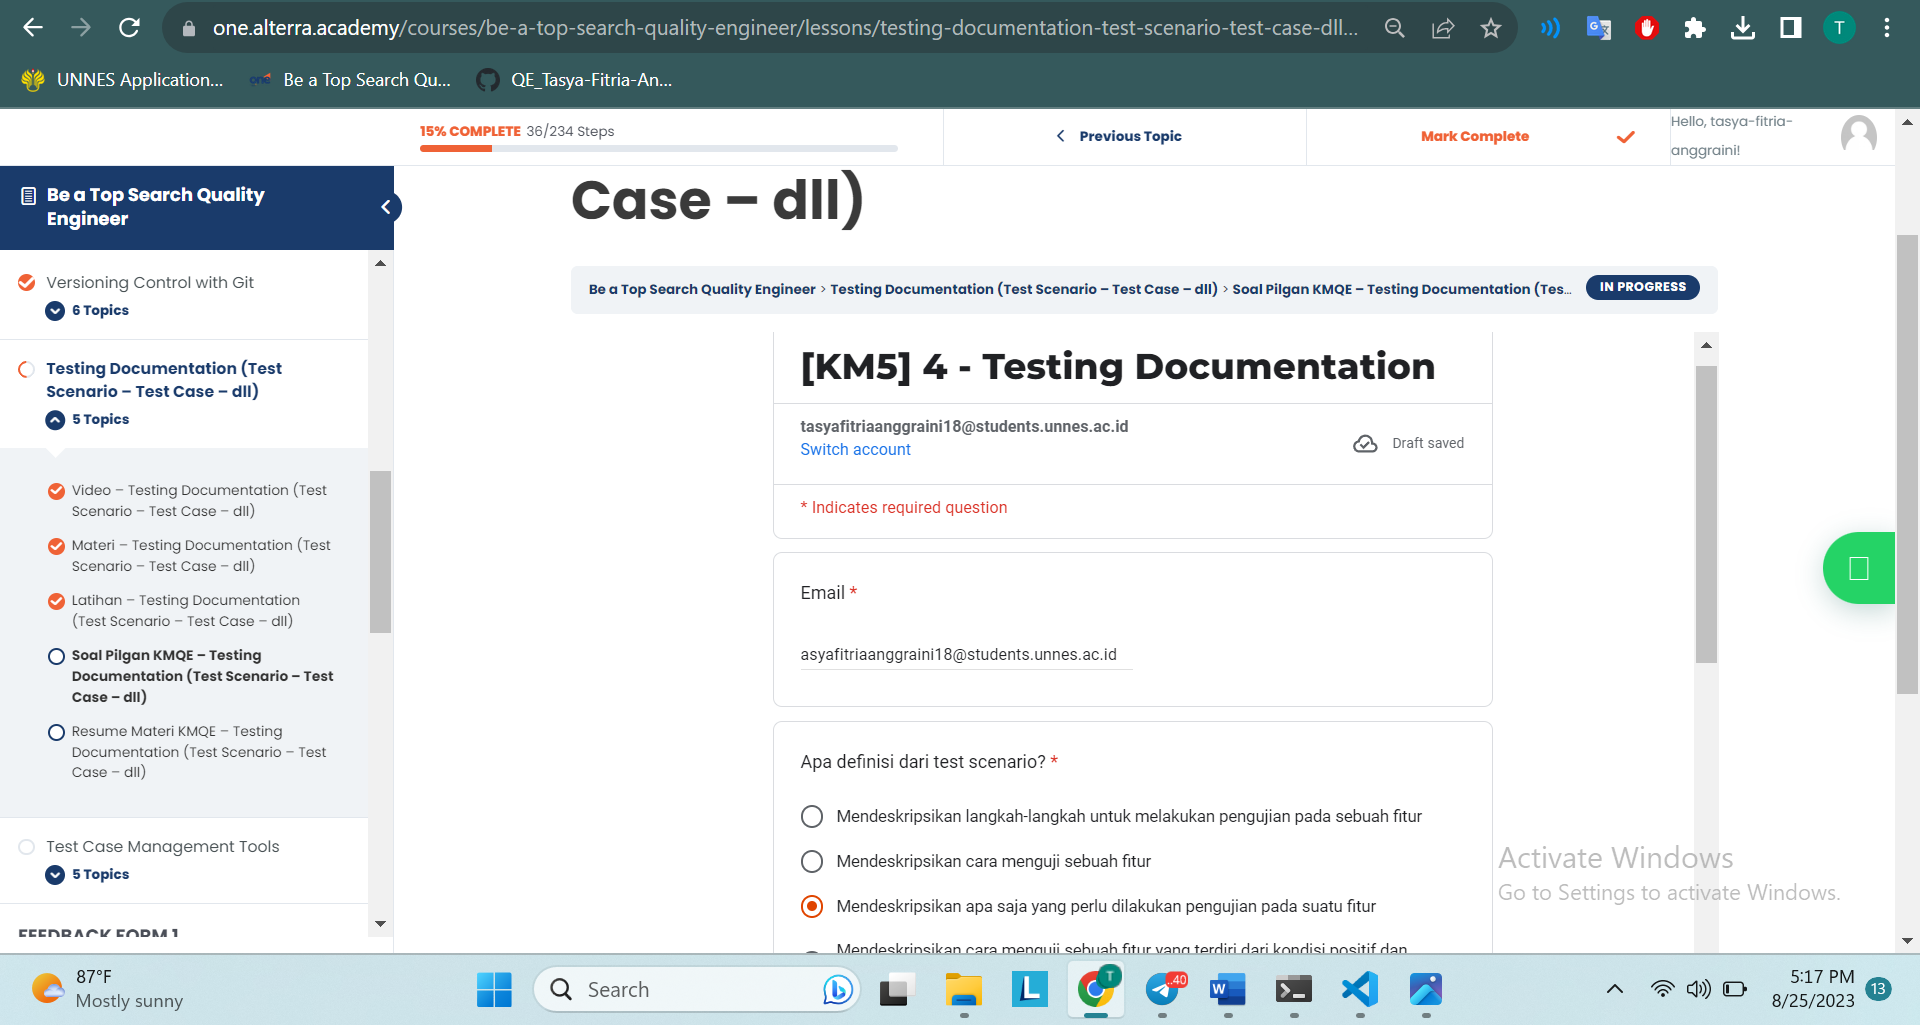 one.alterra.academy/courses/be-a-top-search-quality-engineer/lessons/testing-documentation-test-scenario-test-case-dll...
T
UNNES Application...
one
Be a Top Search Qu...
QE_Tasya-Fitria-An...
15% COMPLETE 36/234 Steps
Previous Topic
Mark Complete
Hello, tasya-fitria-
anggraini!
Be a Top Search Quality
Engineer
Case – dll)
Be a Top Search Quality Engineer > Testing Documentation (Test Scenario – Test Case – dll) > Soal Pilgan KMQE – Testing Documentation (Tes...
IN PROGRESS
Versioning Control with Git
6 Topics
Testing Documentation (Test
Scenario – Test Case – dll)
5 Topics
Video – Testing Documentation (Test
Scenario – Test Case – dll)
Materi – Testing Documentation (Test
Scenario – Test Case – dll)
Latihan – Testing Documentation
(Test Scenario – Test Case – dll)
Soal Pilgan KMQE – Testing
Documentation (Test Scenario – Test
Case – dll)
Resume Materi KMQE – Testing
Documentation (Test Scenario – Test
Case – dll)
Test Case Management Tools
5 Topics
FEEDBACK FORM 1
[KM5] 4 - Testing Documentation
tasyafitriaanggraini18@students.unnes.ac.id
Switch account
Draft saved
* Indicates required question
Email *
asyafitriaanggraini18@students.unnes.ac.id
Apa definisi dari test scenario? *
Mendeskripsikan langkah-langkah untuk melakukan pengujian pada sebuah fitur
Mendeskripsikan cara menguji sebuah fitur
Mendeskripsikan apa saja yang perlu dilakukan pengujian pada suatu fitur
Mendeskripsikan cara menguji sebuah fitur yang terdiri dari kondisi positif dan
Activate Windows
Go to Settings to activate Windows.
87°F
Mostly sunny
Search
L
T
..40
W
5:17 PM
8/25/2023
13